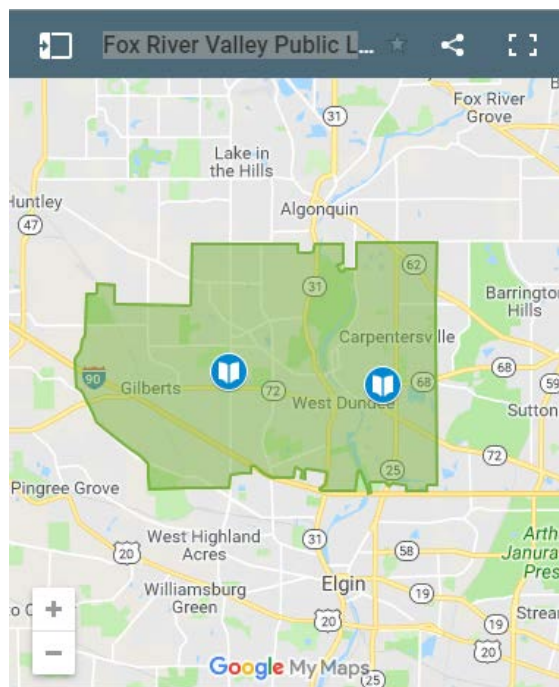 Fox River Valley Public L...
Fox River
Grove
31
Lake in
the Hills
Huntley
47
Algonquin
62
31
Barrington
Hills
Carpentersville
90
Gilberts
72
68
68
59
West Dundee
Sutton
72
25
Pingree Grove
West Highland
Acres
20
31
58
Arth
Janura
Pres
Elgin
Williamsburg
Green
19
19
Strea
20
20
25
+
−
Google My Maps